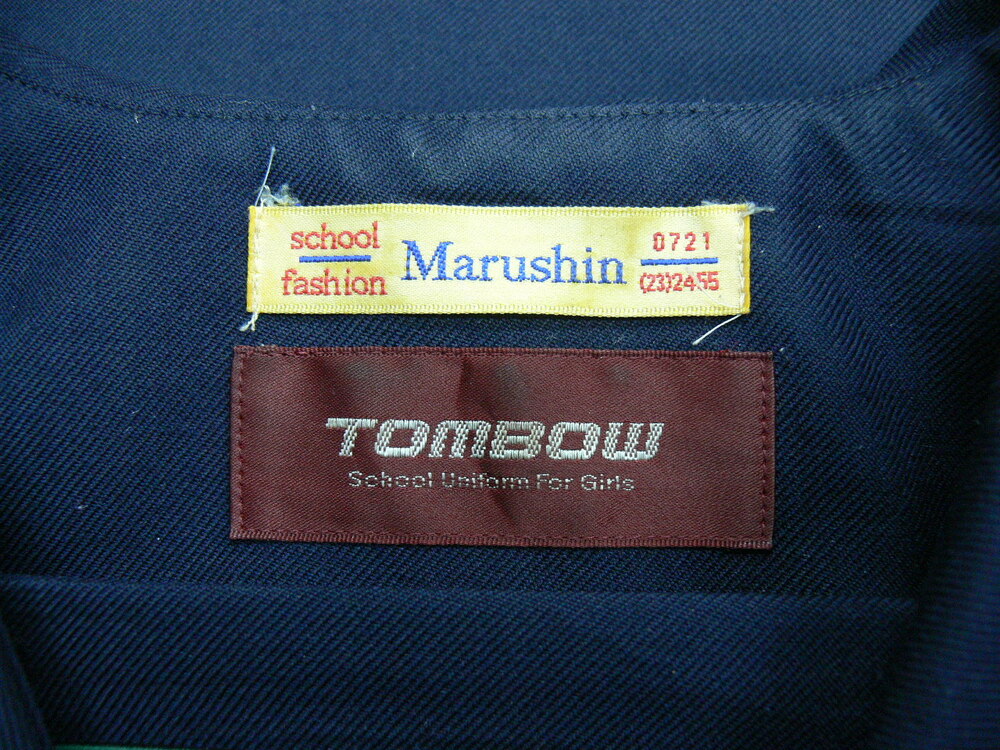 school
fashion
Marushin
0721
(23)2455
TOMBOW
School Uniform For Girls